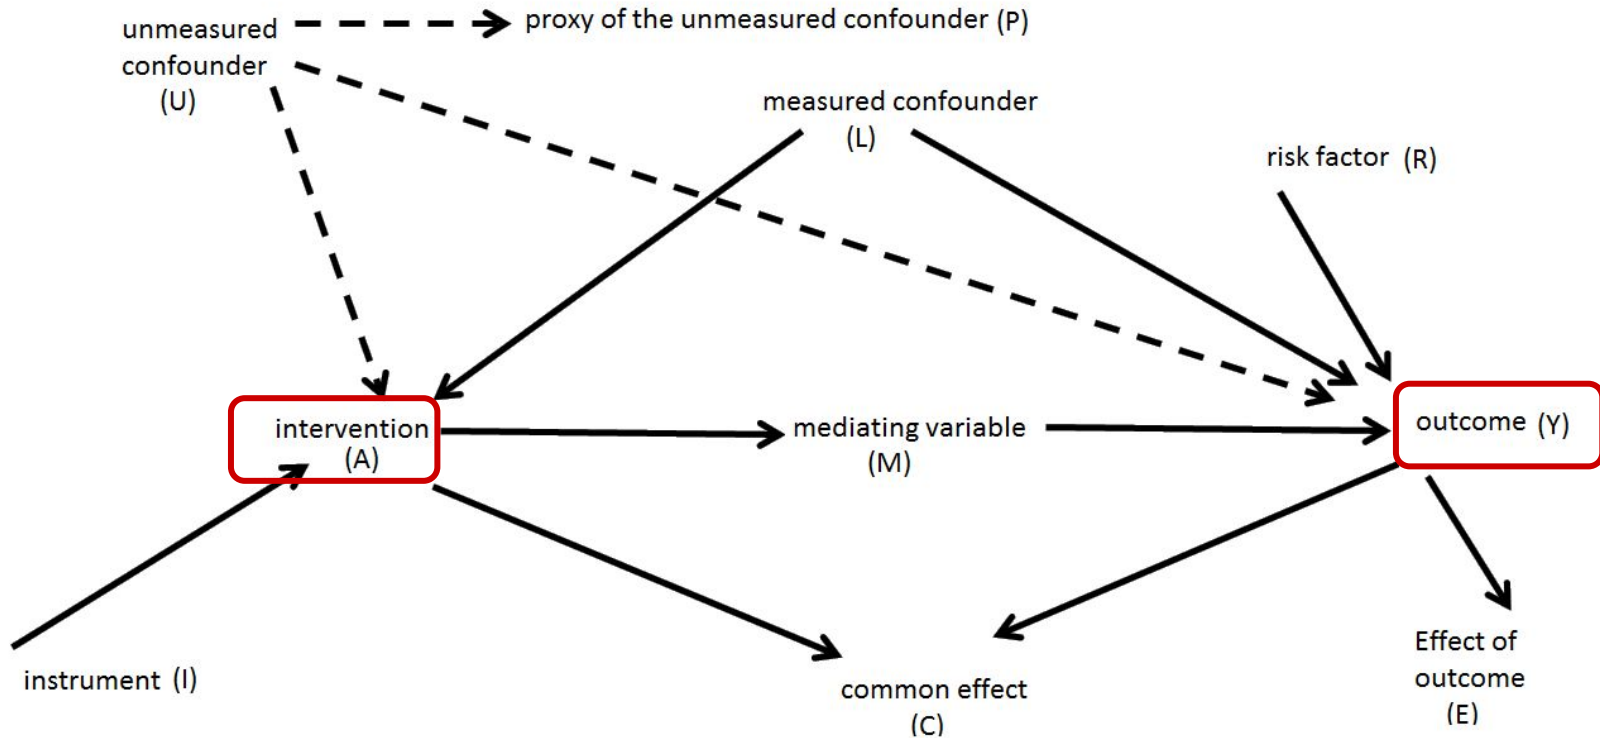 unmeasured
confounder
(U)
proxy of the unmeasured confounder (P)
measured confounder
(L)
risk factor (R)
intervention
(A)
mediating variable
(M)
outcome (Y)
instrument (I)
common effect
(C)
Effect of
outcome
(E)